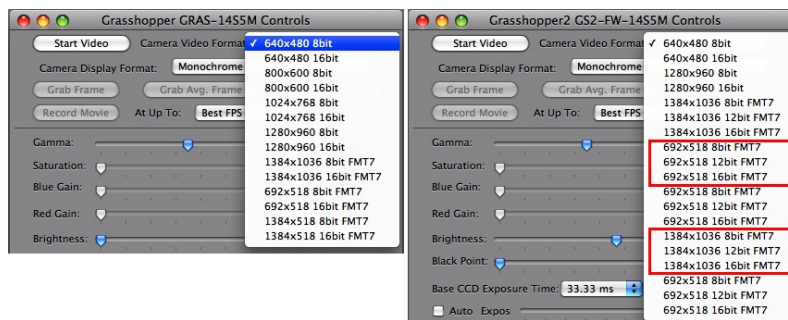 Grasshopper GRAS-14S5M Controls
Start Video
Camera Video Format
Camera Display Format:
Monochrome
Grab Frame
Grab Avg. Frame
Record Movie
At Up To:
Best FPS
Gamma:
Saturation:
Blue Gain:
Red Gain:
Brightness:
✓ 640x480 8bit
640x480 16bit
800x600 8bit
800x600 16bit
1024x768 8bit
1024x768 16bit
1280x960 8bit
1280x960 16bit
1384x1036 8bit FMT7
1384x1036 16bit FMT7
692x518 8bit FMT7
692x518 16bit FMT7
1384x518 8bit FMT7
1384x518 16bit FMT7
Grasshopper2 GS2-FW-14S5M Controls
Start Video
Camera Video Format
Camera Display Format:
Monochrome
Grab Frame
Grab Avg. Frame
Record Movie
At Up To:
Best FPS
Gamma:
Saturation:
Blue Gain:
Red Gain:
Brightness:
Black Point:
Base CCD Exposure Time:
33.33 ms
Auto Expos
✓ 640x480 8bit
640x480 16bit
1280x960 8bit
1280x960 16bit
1384x1036 8bit FMT7
1384x1036 12bit FMT7
1384x1036 16bit FMT7
692x518 8bit FMT7
692x518 12bit FMT7
692x518 16bit FMT7
692x518 8bit FMT7
692x518 12bit FMT7
692x518 16bit FMT7
1384x1036 8bit FMT7
1384x1036 12bit FMT7
1384x1036 16bit FMT7
692x518 8bit FMT7
692x518 12bit FMT7
692x518 16bit FMT7